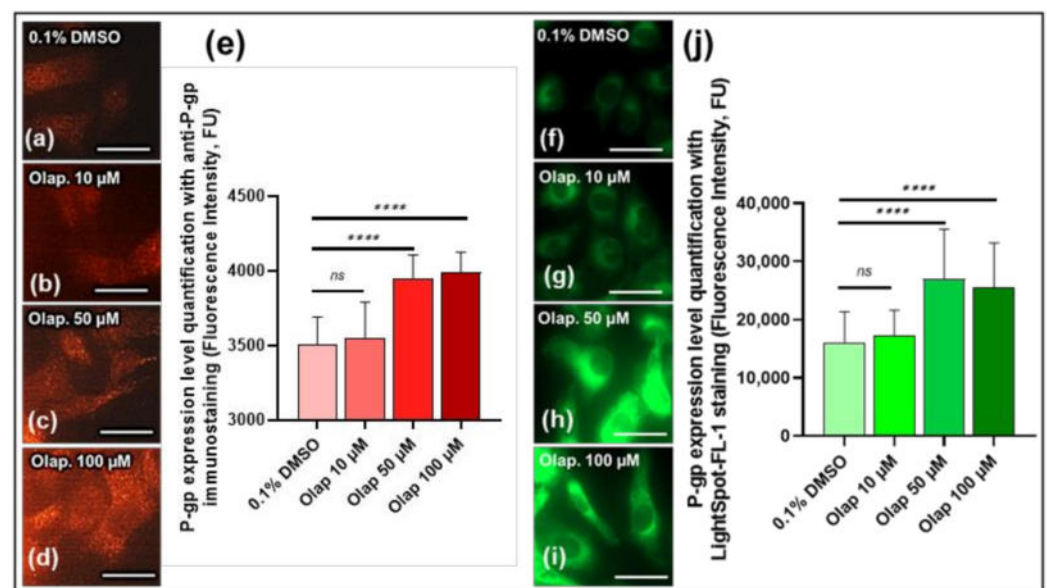 0.1% DMSO
(a)
Olap. 10 µM
(b)
Olap. 50 µM
(c)
Olap. 100 µM
(d)
(e)
P-gp expression level quantification with anti-P-gp
immunostaining (Fluorescence Intensity, FU)
4500
4000
3500
3000
****
****
ns
0.1% DMSO
Olap 10 µM
Olap 50 µM
Olap 100 µM
0.1% DMSO
(f)
Olap. 10 µM
(g)
Olap. 50 µM
(h)
Olap. 100 µM
(i)
(j)
P-gp expression level quantification with
LightSpot-FL-1 staining (Fluorescence Intensity, FU)
40,000
30,000
20,000
10,000
0
****
****
ns
0.1% DMSO
Olap 10 µM
Olap 50 µM
Olap 100 µM